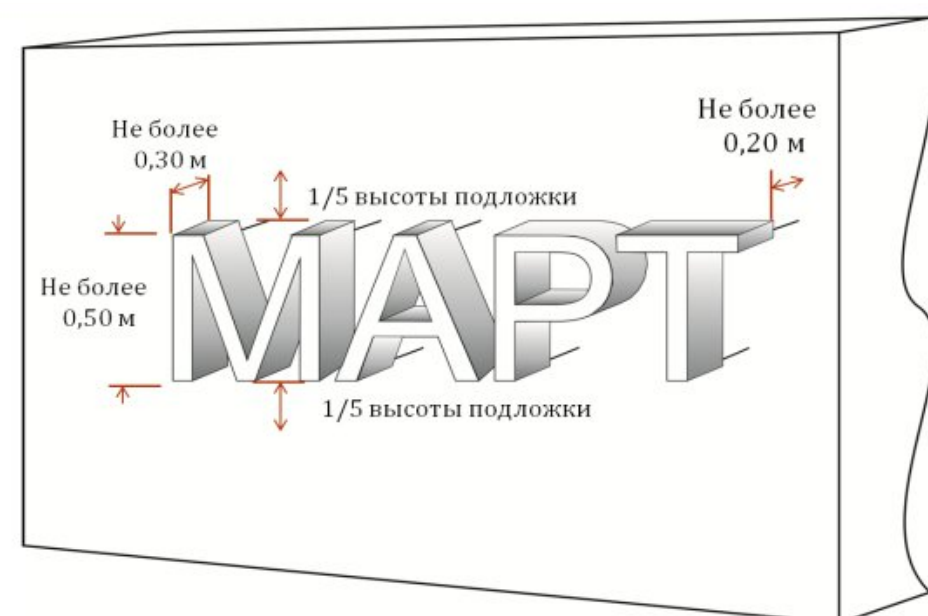 Не более
0,30 м
Не более
0,20 м
1/5 высоты подложки
Не более
0,50 м
МАРТ
1/5 высоты подложки